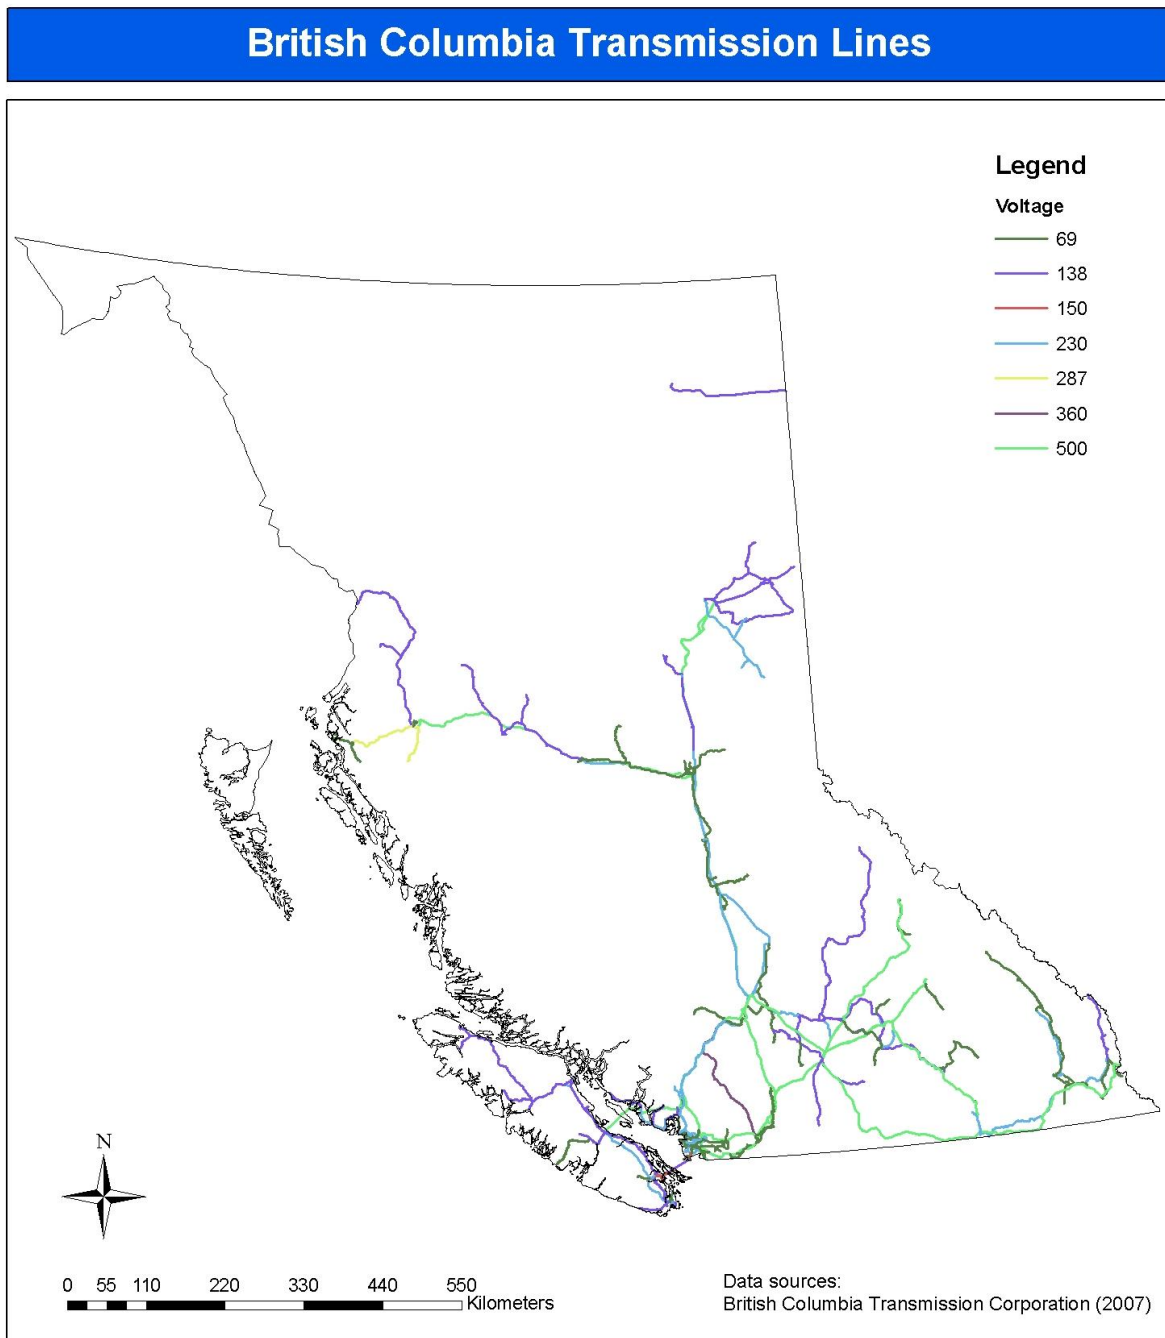 British Columbia Transmission Lines
Legend
Voltage
69
138
150
230
287
360
500
N
0 55 110 220 330 440 550
Kilometers
Data sources:
British Columbia Transmission Corporation (2007)